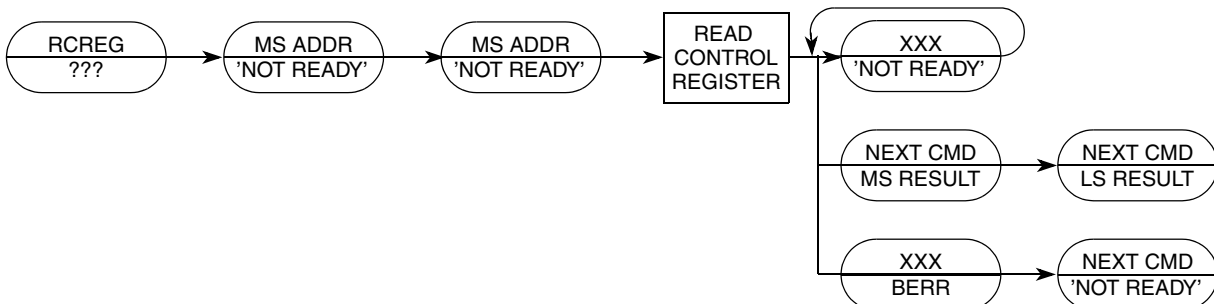 RCREG
???
MS ADDR
'NOT READY'
MS ADDR
'NOT READY'
READ
CONTROL
REGISTER
XXX
'NOT READY'
NEXT CMD
MS RESULT
NEXT CMD
LS RESULT
XXX
BERR
NEXT CMD
'NOT READY'